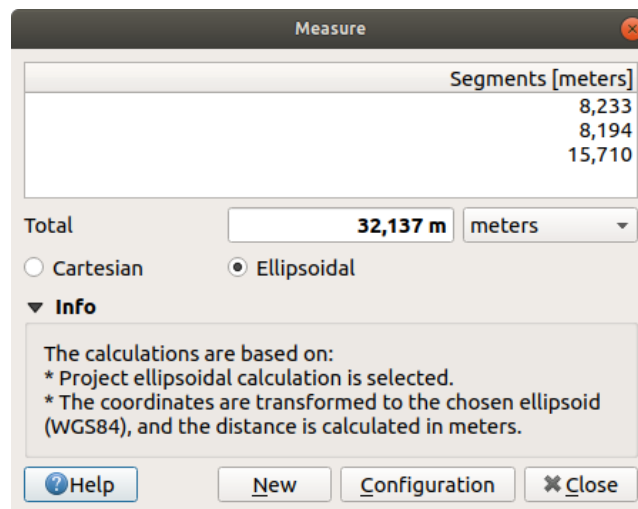 Measure
Segments [meters]
8,233
8,194
15,710
Total 32,137 m meters
Cartesian Ellipsoidal
Info
The calculations are based on:
* Project ellipsoidal calculation is selected.
* The coordinates are transformed to the chosen ellipsoid
(WGS84), and the distance is calculated in meters.
?Help New Configuration Close